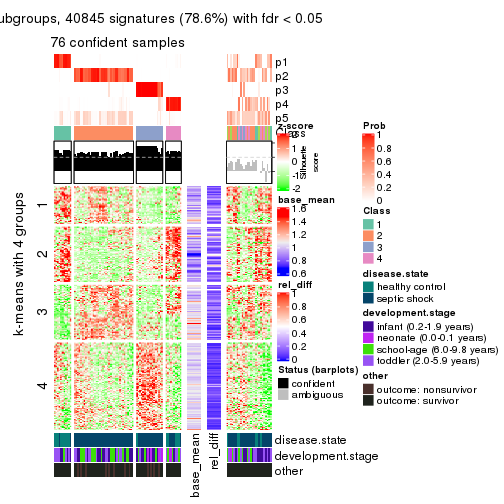 ubgroups, 40845 signatures (78.6%) with fdr < 0.05
76 confident samples
p1
p2
p3
p4
p5
Class
z-score
2
1
0
-1
-2
Silhouette
score
k-means with 4 groups
1
2
3
4
base_mean
1.6
1.4
1.2
1
0.8
0.6
rel_diff
1
0.8
0.6
0.4
0.2
0
Status (barplots)
confident
ambiguous
Prob
1
0.8
0.6
0.4
0.2
0
Class
1
2
3
4
disease.state
healthy control
septic shock
development.stage
infant (0.2-1.9 years)
neonate (0.0-0.1 years)
school-age (6.0-9.8 years)
toddler (2.0-5.9 years)
other
outcome: nonsurvivor
outcome: survivor
disease.state
development.stage
other
base_mean
rel_diff